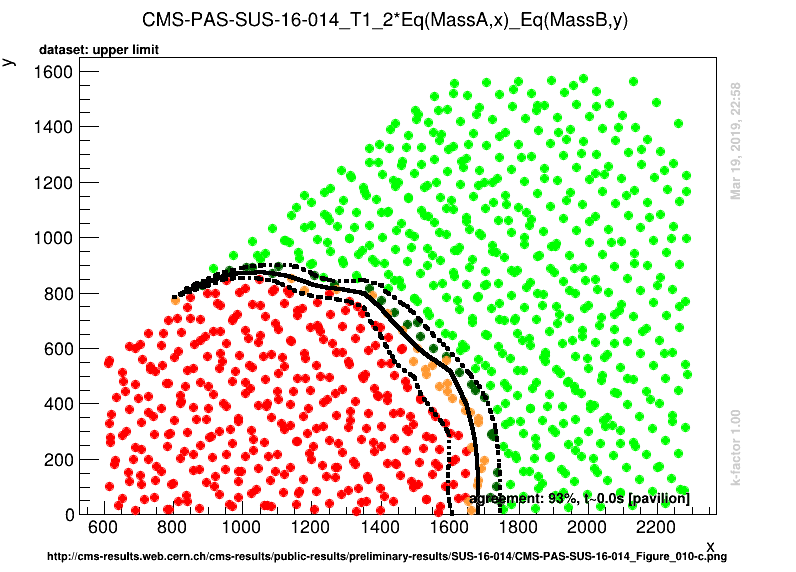 CMS-PAS-SUS-16-014_T1_2*Eq(MassA,x)_Eq(MassB,y)
dataset: upper limit
y
1600
1400
1200
1000
800
600
400
200
0
600
800
1000
1200
1400
1600
1800
2000
2200
x
agreement: 93%, t~0.0s [pavilion]
Mar 19, 2019, 22:58
k-factor 1.00
http://cms-results.web.cern.ch/cms-results/public-results/preliminary-results/SUS-16-014/CMS-PAS-SUS-16-014_Figure_010-c.png